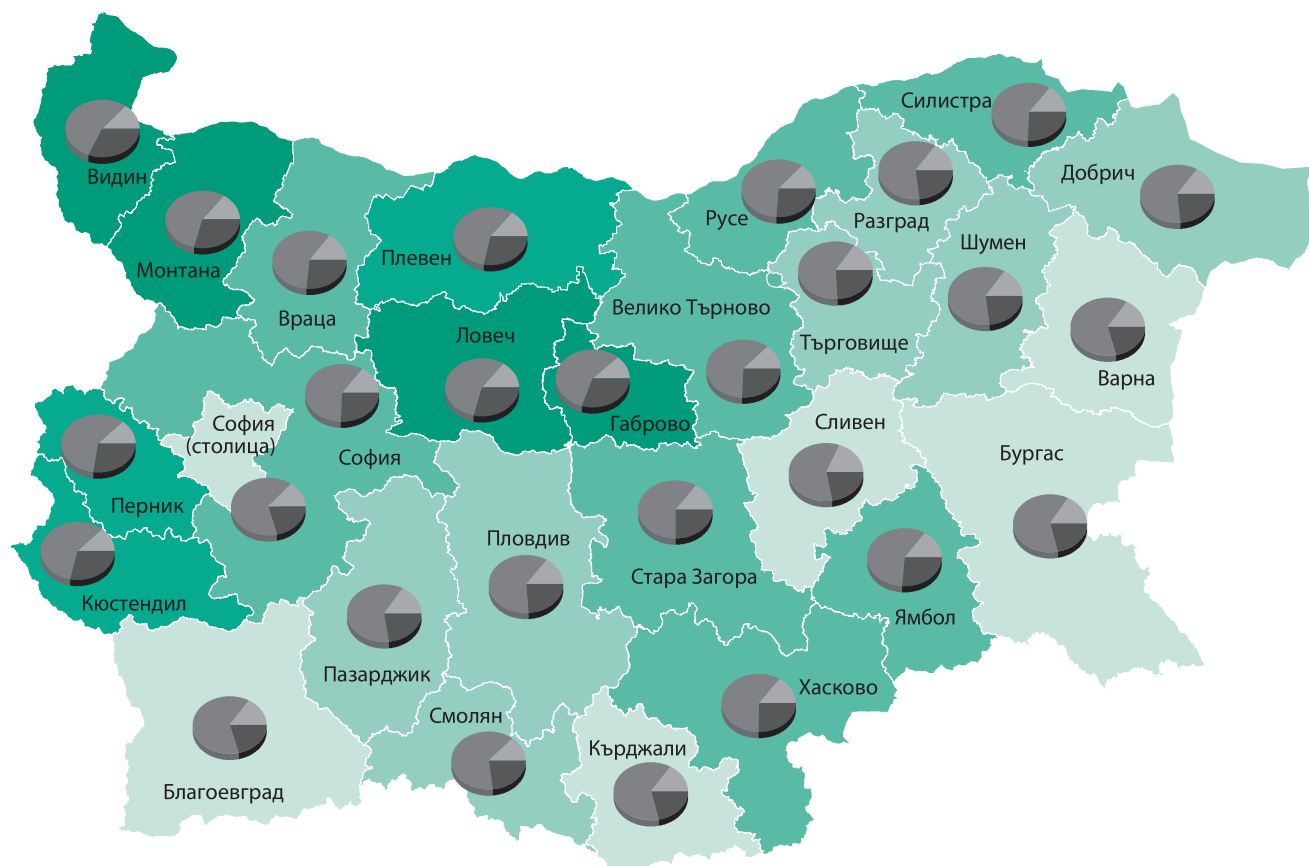 Силистра
Добрич
Видин
Русе
Разград
Шумен
Плевен
Монтана
Враца
Велико Търново
Ловеч
Търговище
Варна
Габрово
София
(столица)
Сливен
София
Бургас
Перник
Пловдив
Стара Загора
Кюстендил
Ямбол
Пазарджик
Хасково
Смолян
Кърджали
Благоевград